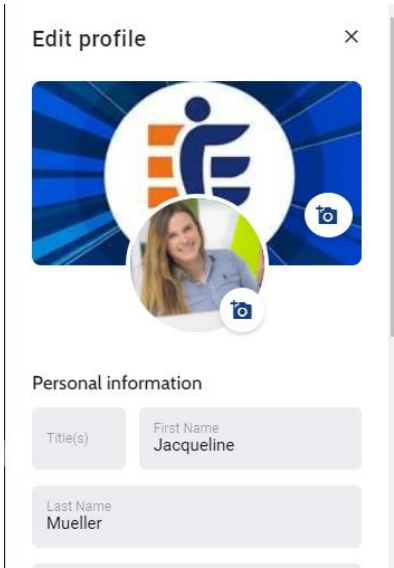 Edit profile
Personal information
Title(s)
First Name
Jacqueline
Last Name
Mueller